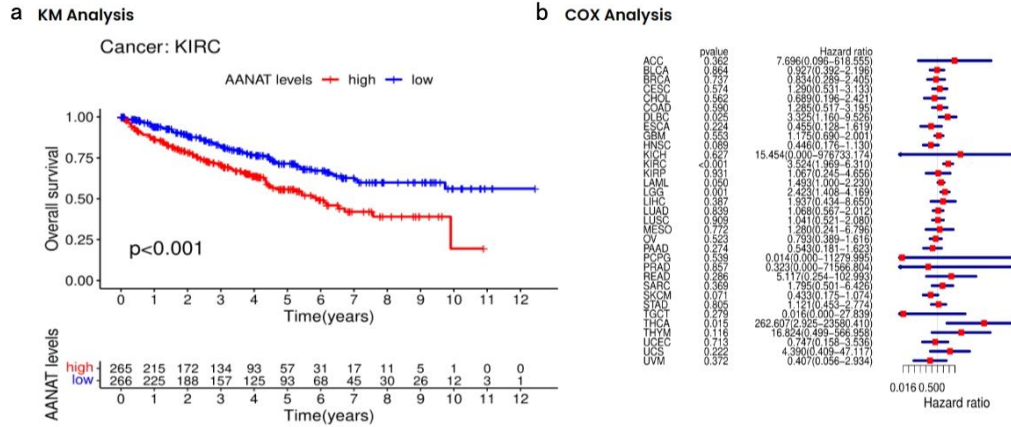 a KM Analysis
Cancer: KIRC
AANAT levels high low
Overall survival
1.00
0.75
0.50
0.25
0.00
p<0.001
0 1 2 3 4 5 6 7 8 9 10 11 12
Time(years)
AANAT levels
high 265 215 172 134 93 57 31 17 11 5 1 0 0
low 266 225 188 157 125 93 68 45 30 26 12 3 1
0 1 2 3 4 5 6 7 8 9 10 11 12
Time(years)
b COX Analysis
pvalue Hazard ratio
ACC 0.362 7.696(0.096−618.555)
BLCA 0.864 0.927(0.392−2.196)
BRCA 0.737 0.834(0.289−2.405)
CESC 0.574 1.290(0.531−3.133)
CHOL 0.562 0.689(0.196−2.421)
COAD 0.590 1.285(0.517−3.195)
DLBC 0.025 3.325(1.160−9.526)
ESCA 0.224 0.455(0.128−1.619)
GBM 0.553 1.175(0.690−2.001)
HNSC 0.089 0.446(0.176−1.130)
KICH 0.627 15.454(0.000−976733.174)
KIRC <0.001 3.524(1.969−6.310)
KIRP 0.931 1.067(0.245−4.656)
LAML 0.050 1.493(1.000−2.230)
LGG 0.001 2.423(1.408−4.169)
LIHC 0.387 1.937(0.434−8.650)
LUAD 0.839 1.068(0.567−2.012)
LUSC 0.909 1.041(0.521−2.080)
MESO 0.772 1.280(0.241−6.796)
OV 0.523 0.793(0.389−1.616)
PAAD 0.274 0.543(0.181−1.623)
PCPG 0.539 0.014(0.000−11279.995)
PRAD 0.857 0.323(0.000−71566.804)
READ 0.286 5.117(0.254−102.993)
SARC 0.369 1.795(0.501−6.426)
SKCM 0.071 0.433(0.175−1.074)
STAD 0.805 1.121(0.453−2.774)
TGCT 0.279 0.016(0.000−27.839)
THCA 0.015 262.607(2.925−23580.410)
THYM 0.116 16.824(0.499−566.958)
UCEC 0.713 0.747(0.158−3.536)
UCS 0.222 4.390(0.409−47.117)
UVM 0.372 0.407(0.056−2.934)
0.016 0.500
Hazard ratio